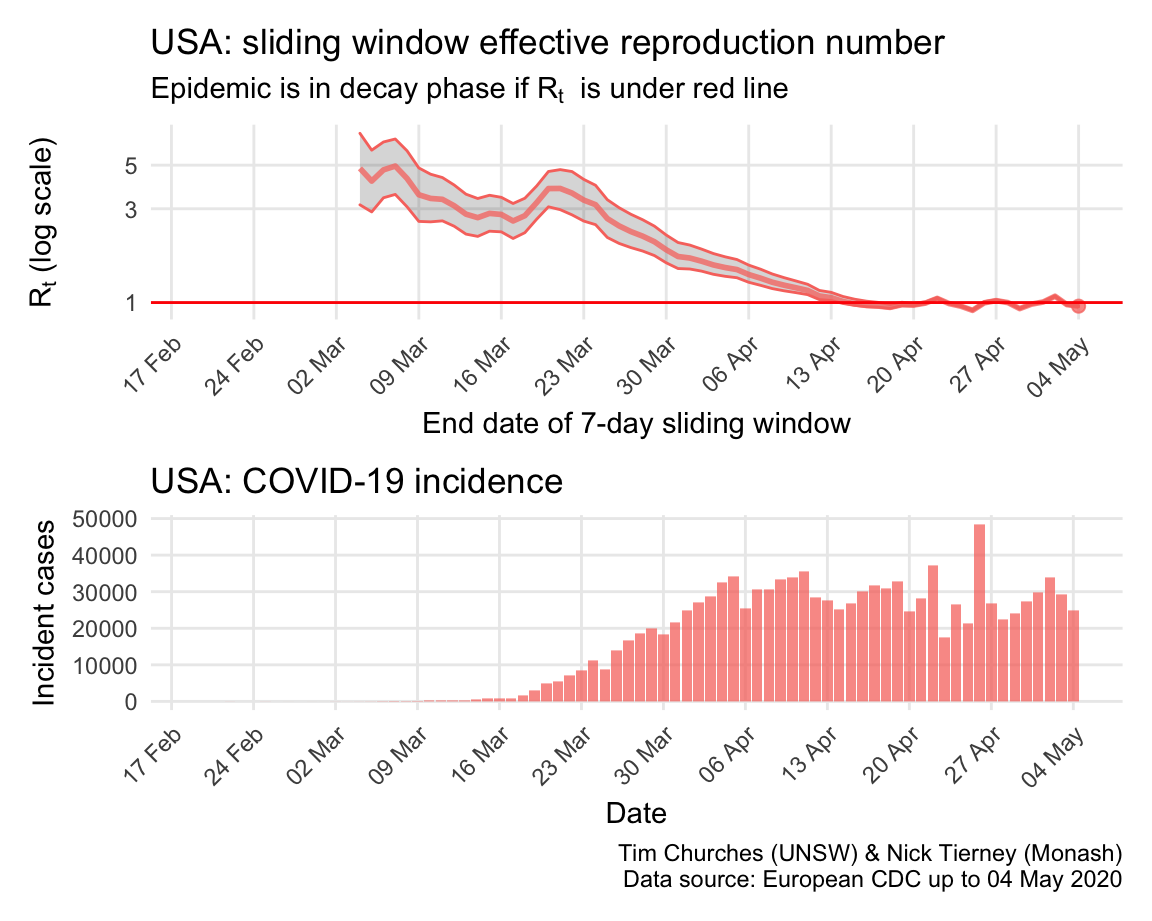 USA: sliding window effective reproduction number
Epidemic is in decay phase if Rt is under red line
Rt (log scale)
5
3
1
17 Feb
24 Feb
02 Mar
09 Mar
16 Mar
23 Mar
30 Mar
06 Apr
13 Apr
20 Apr
27 Apr
04 May
End date of 7-day sliding window
USA: COVID-19 incidence
Incident cases
50000
40000
30000
20000
10000
0
17 Feb
24 Feb
02 Mar
09 Mar
16 Mar
23 Mar
30 Mar
06 Apr
13 Apr
20 Apr
27 Apr
04 May
Date
Tim Churches (UNSW) & Nick Tierney (Monash)
Data source: European CDC up to 04 May 2020